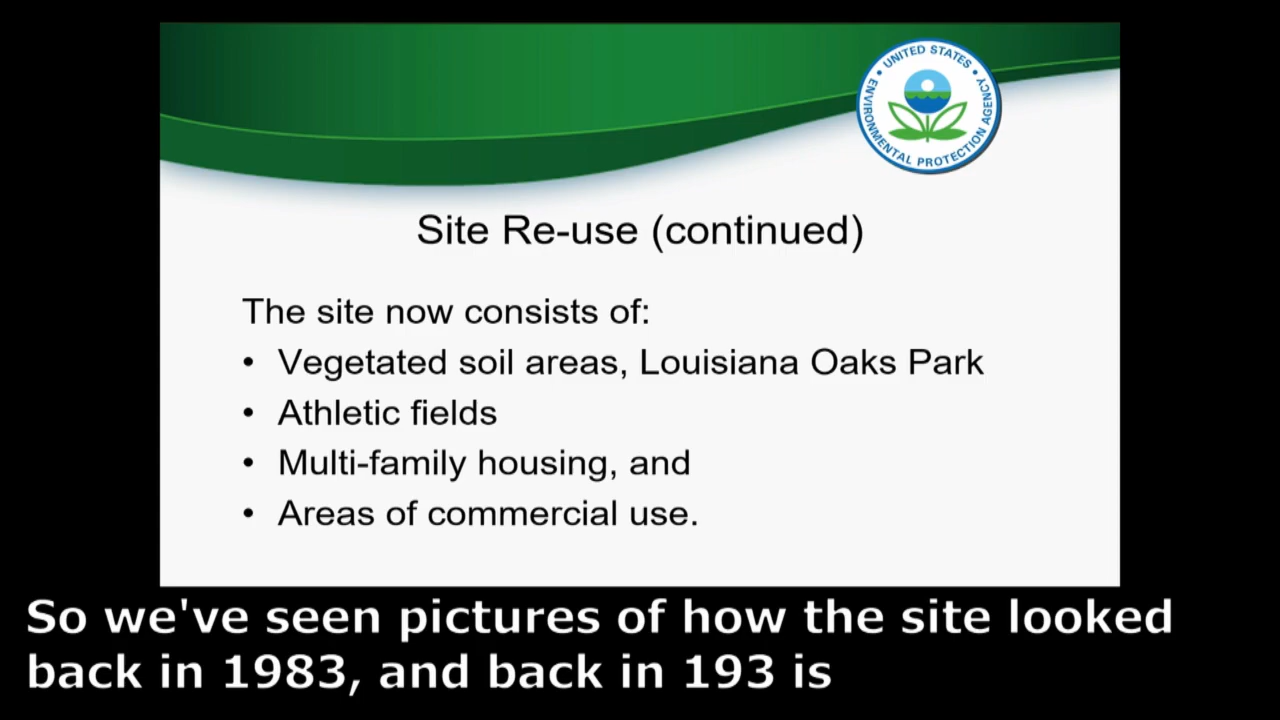 UNITED STATES
ENVIRONMENTAL PROTECTION AGENCY
Site Re-use (continued)
The site now consists of:
• Vegetated soil areas, Louisiana Oaks Park
• Athletic fields
• Multi-family housing, and
• Areas of commercial use.
So we've seen pictures of how the site looked
back in 1983, and back in 193 is